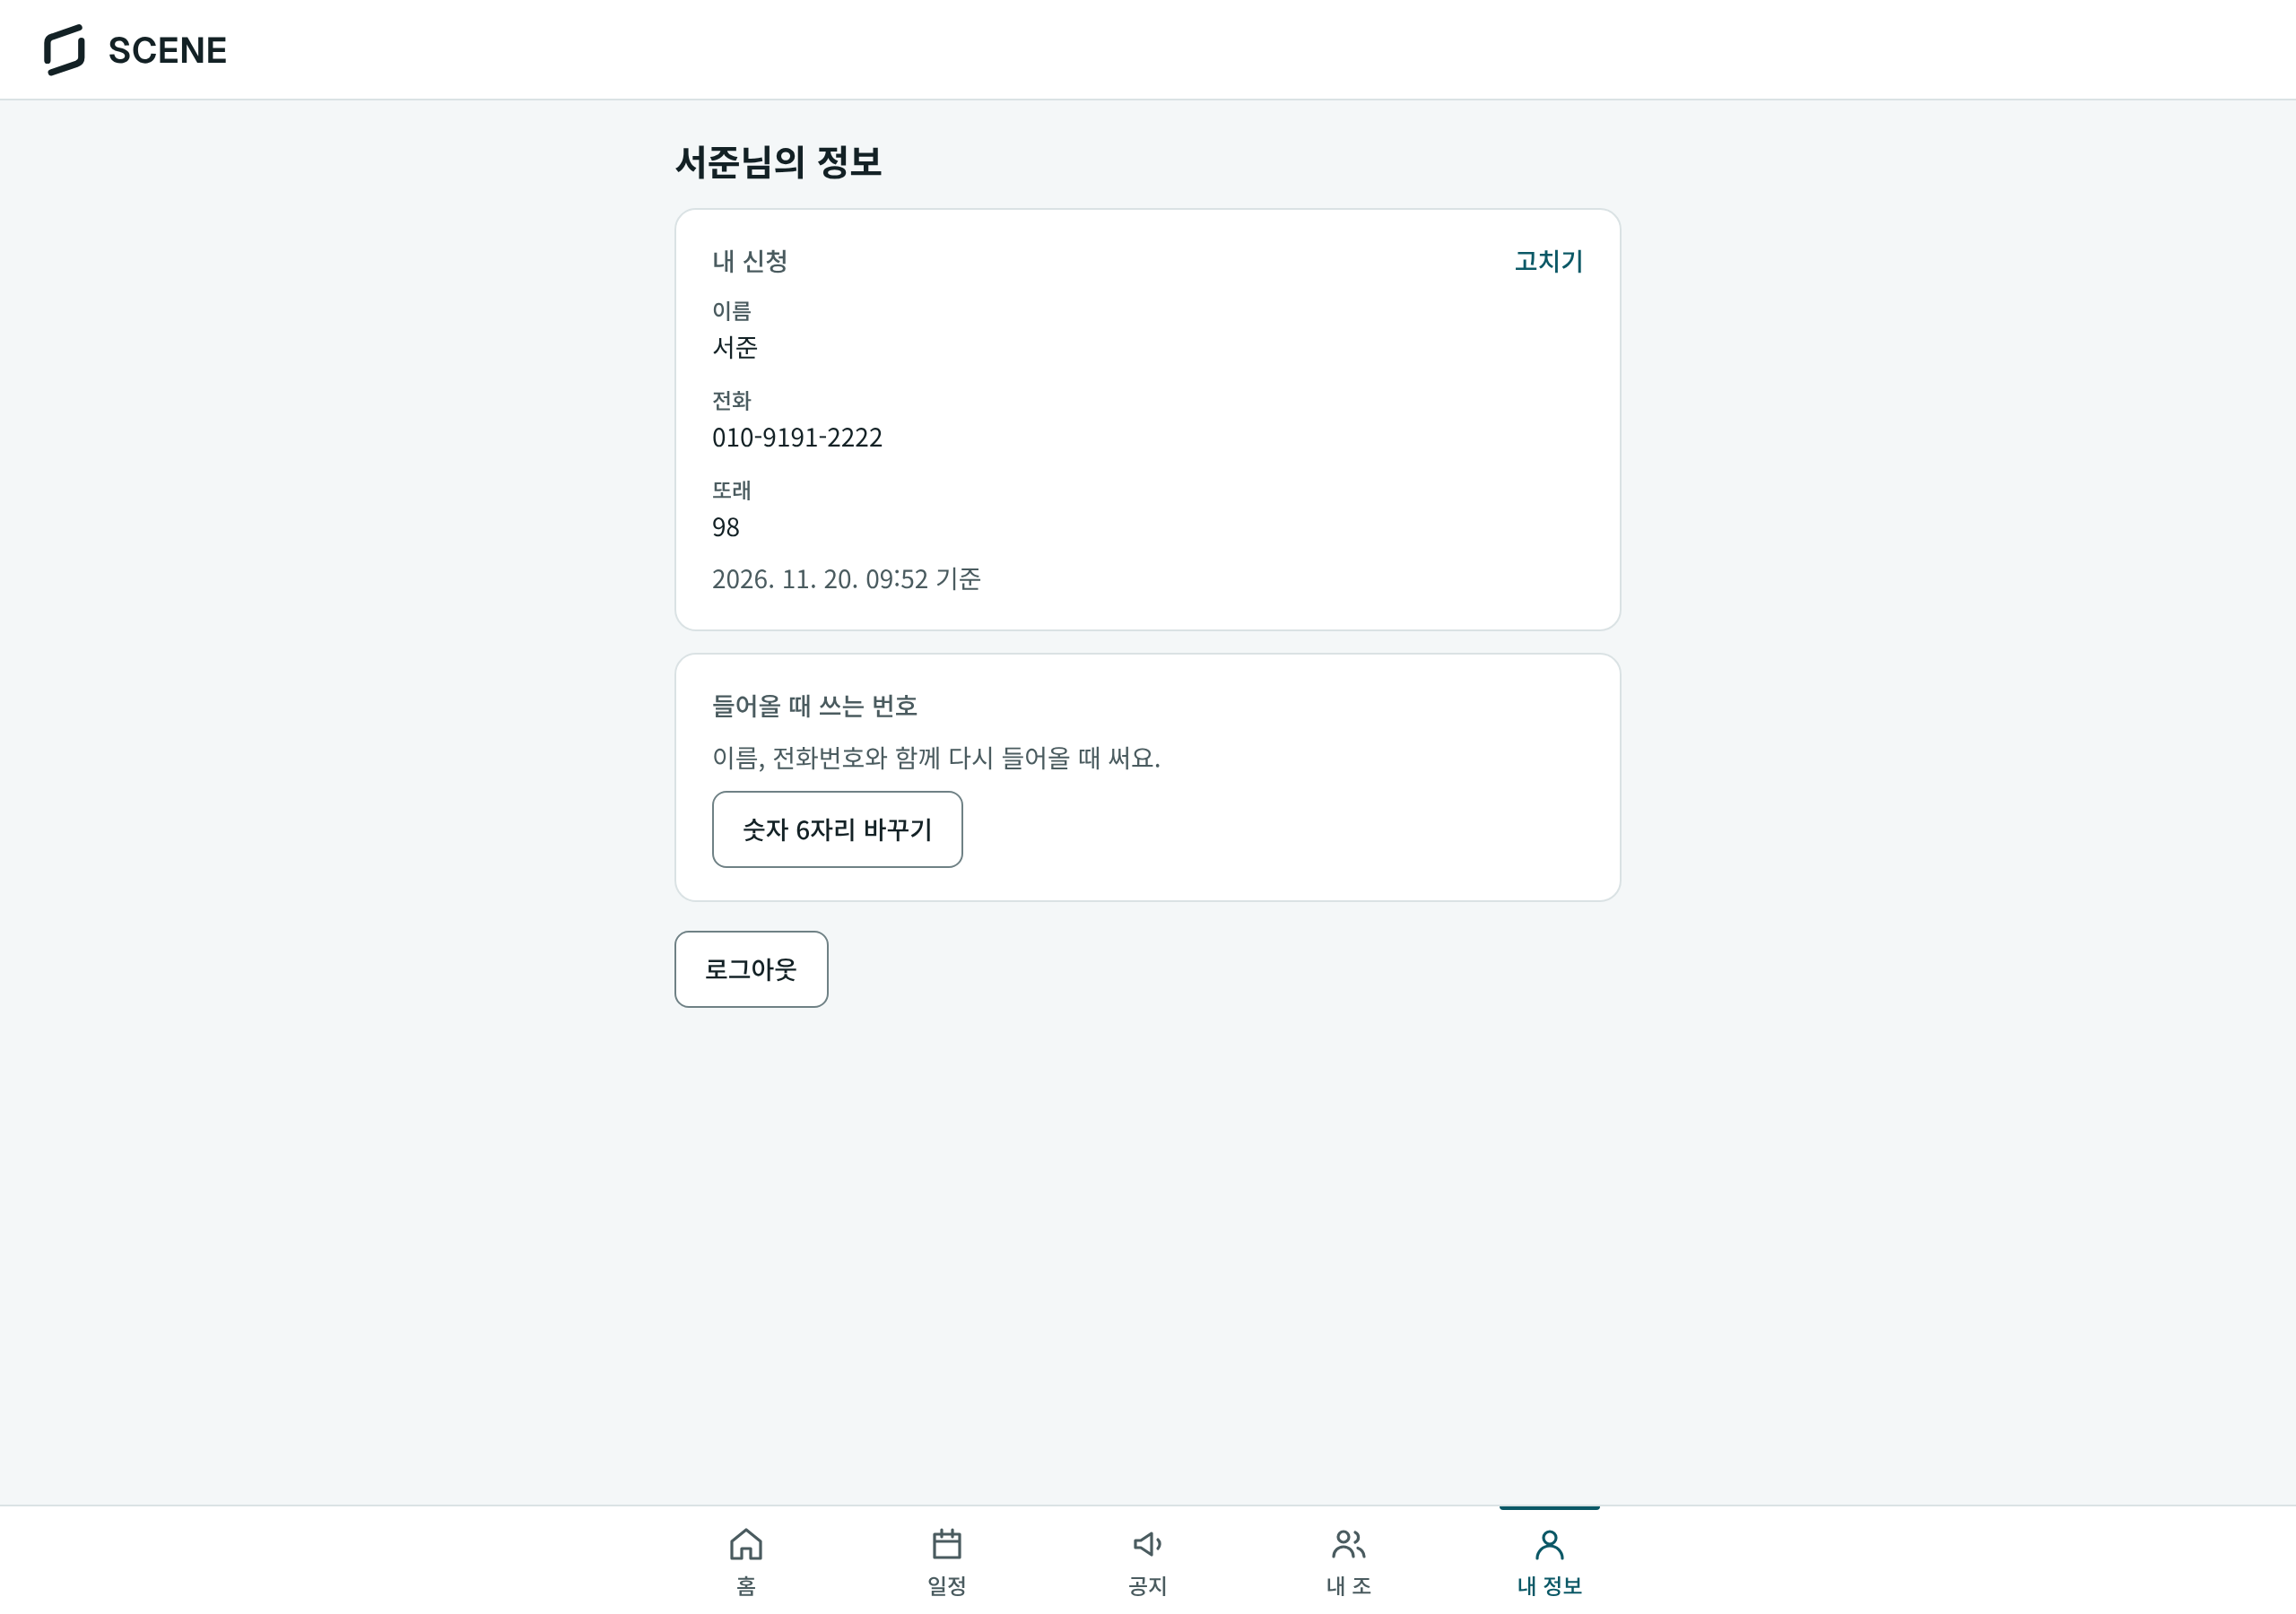 SCENE
서준님의 정보
내 신청
고치기
이름
서준
전화
010-9191-2222
또래
98
2026. 11. 20. 09:52 기준
들어올 때 쓰는 번호
이름, 전화번호와 함께 다시 들어올 때 써요.
숫자 6자리 바꾸기
로그아웃
홈
일정
공지
내 조
내 정보